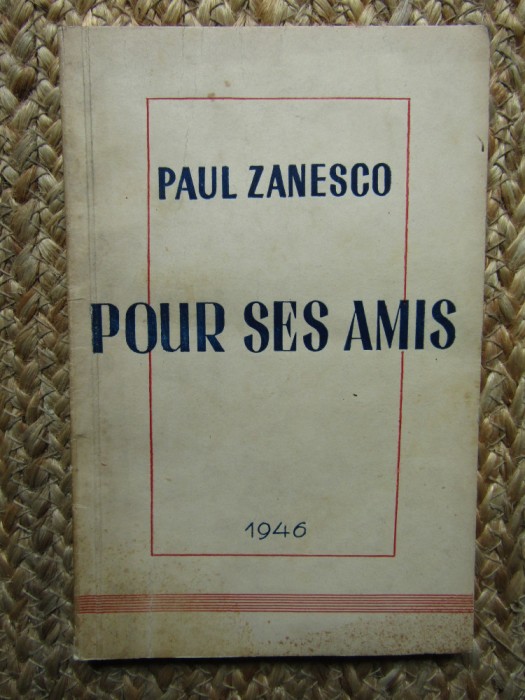 PAUL ZANESCO
POUR SES AMIS
1946